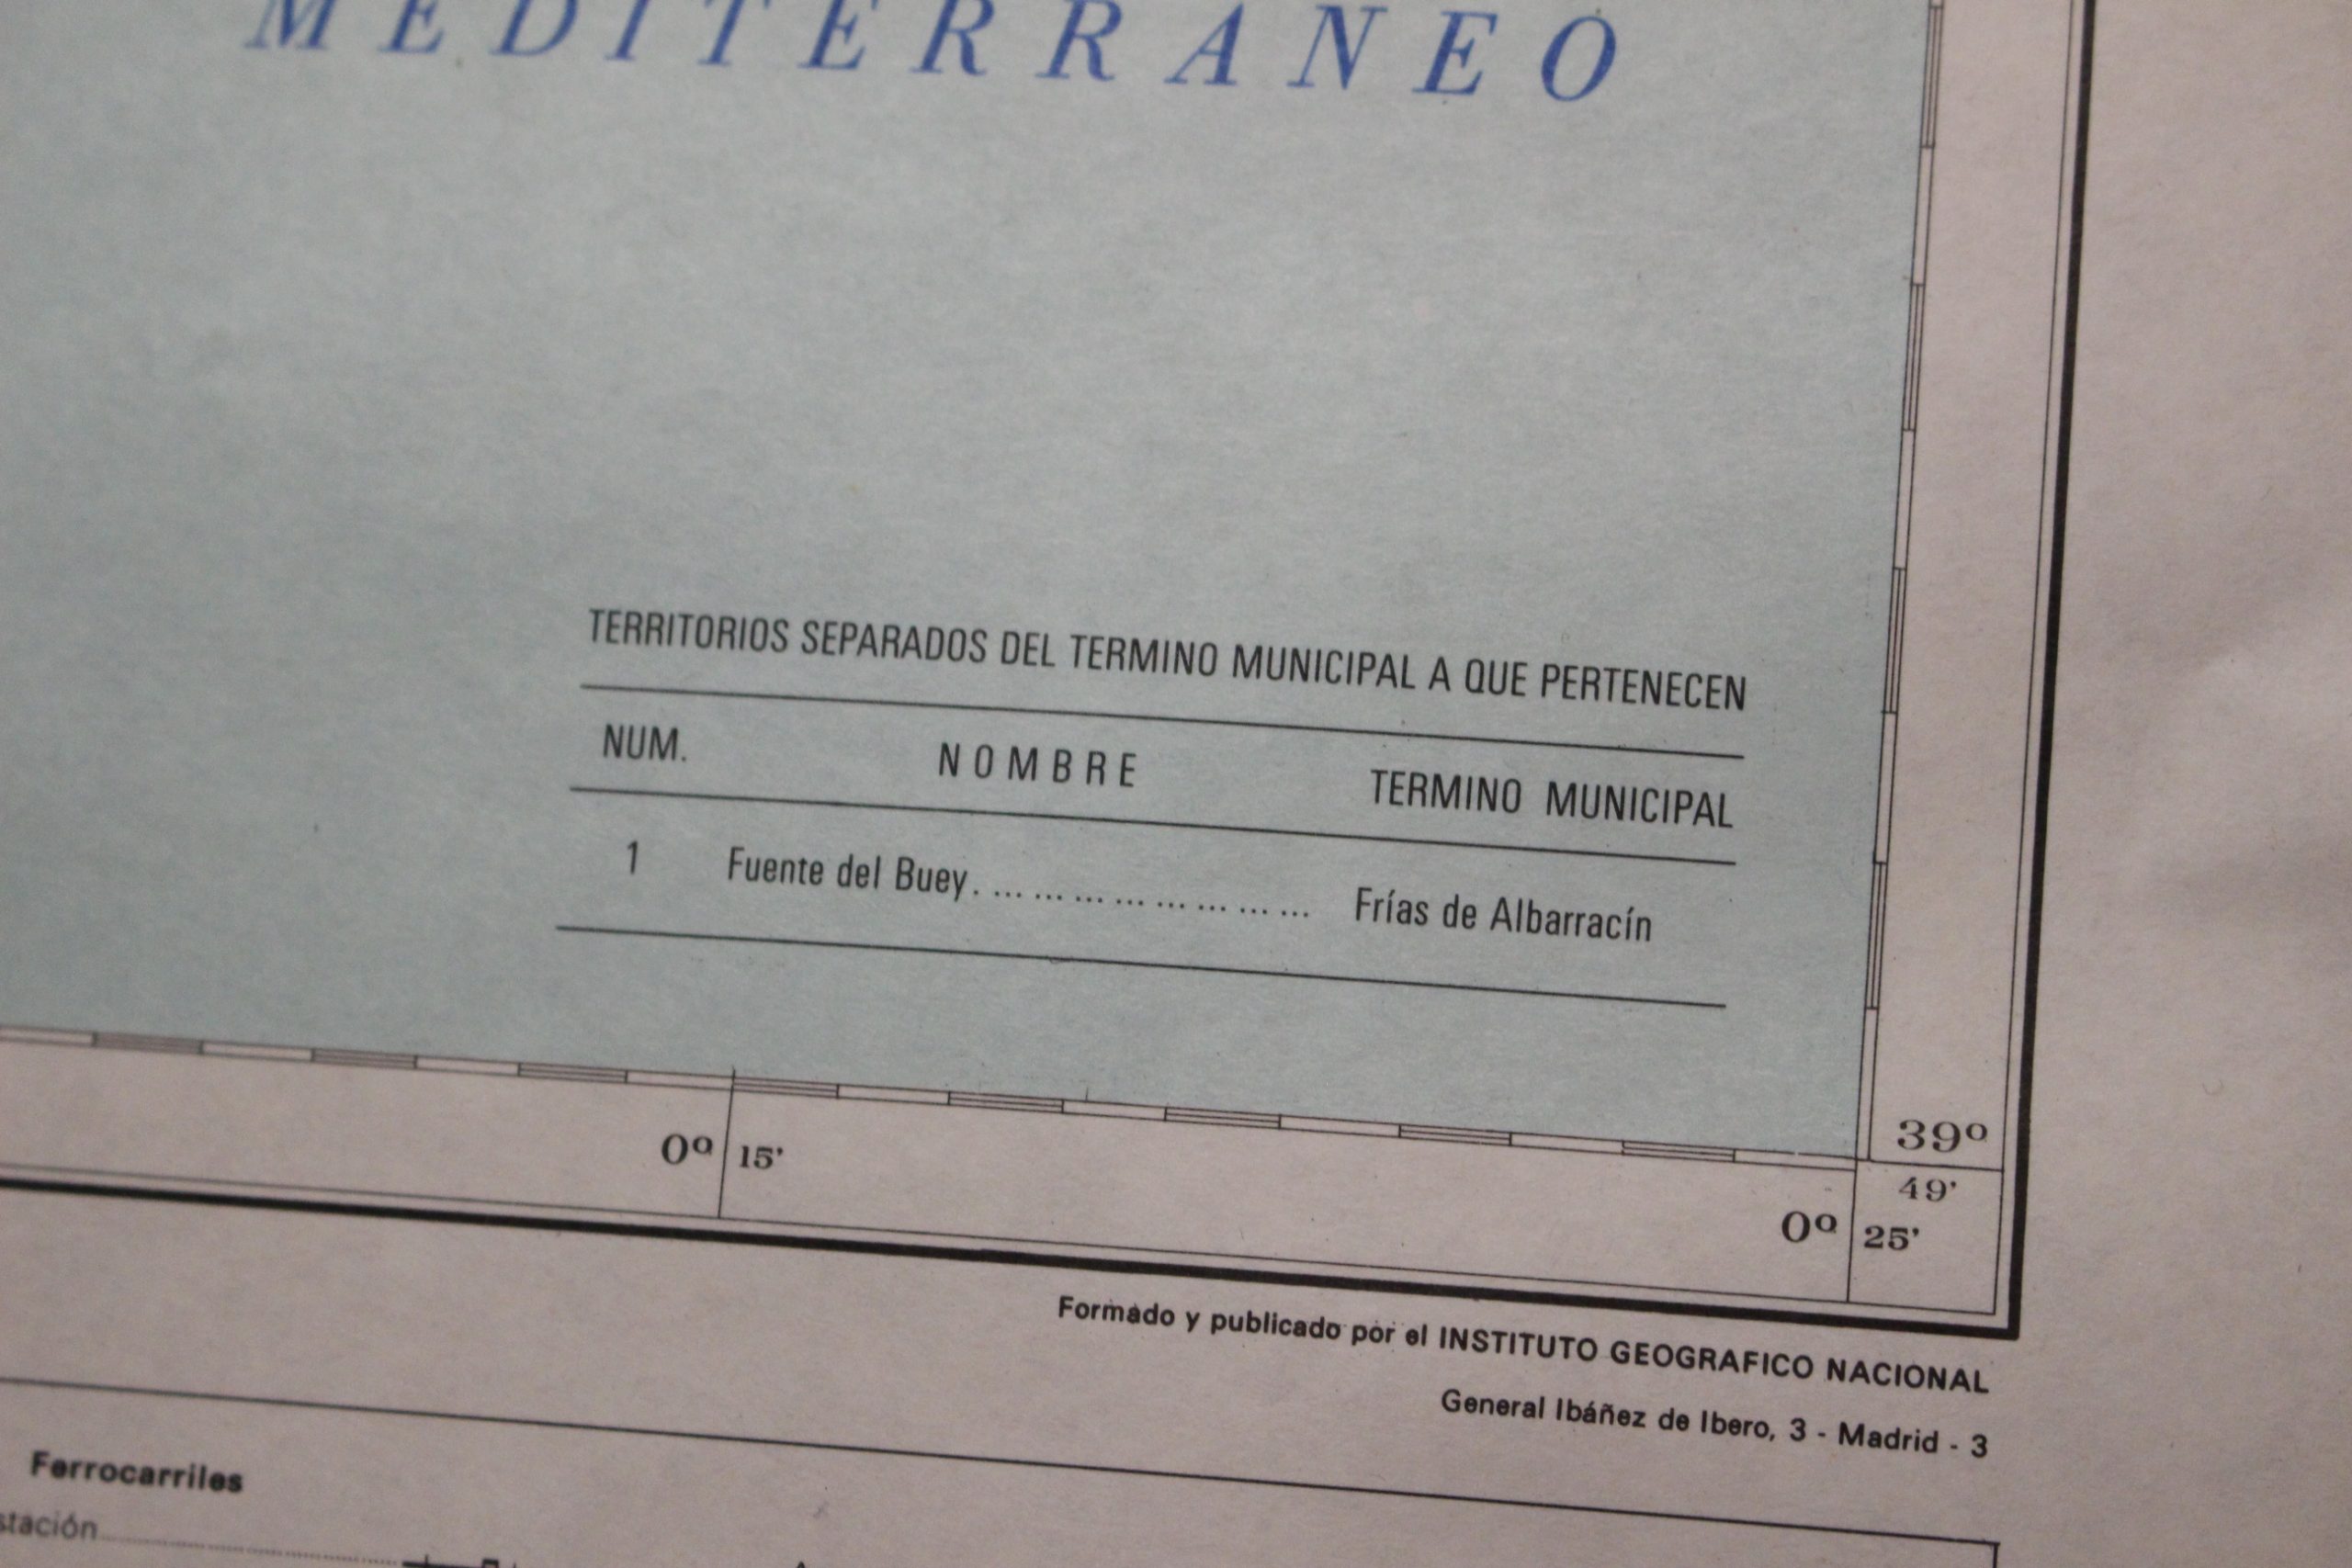 MEDITERRANEO
TERRITORIOS SEPARADOS DEL TERMINO MUNICIPAL A QUE PERTENECEN
NUM. NOMBRE TERMINO MUNICIPAL
1 Fuente del Buey. ... ... ... ... ... ... ... ... Frías de Albarracín
39º
0º 15'
49'
0º 25'
Formado y publicado por el INSTITUTO GEOGRAFICO NACIONAL
General Ibáñez de Ibero, 3 - Madrid - 3
Ferrocarriles
stación